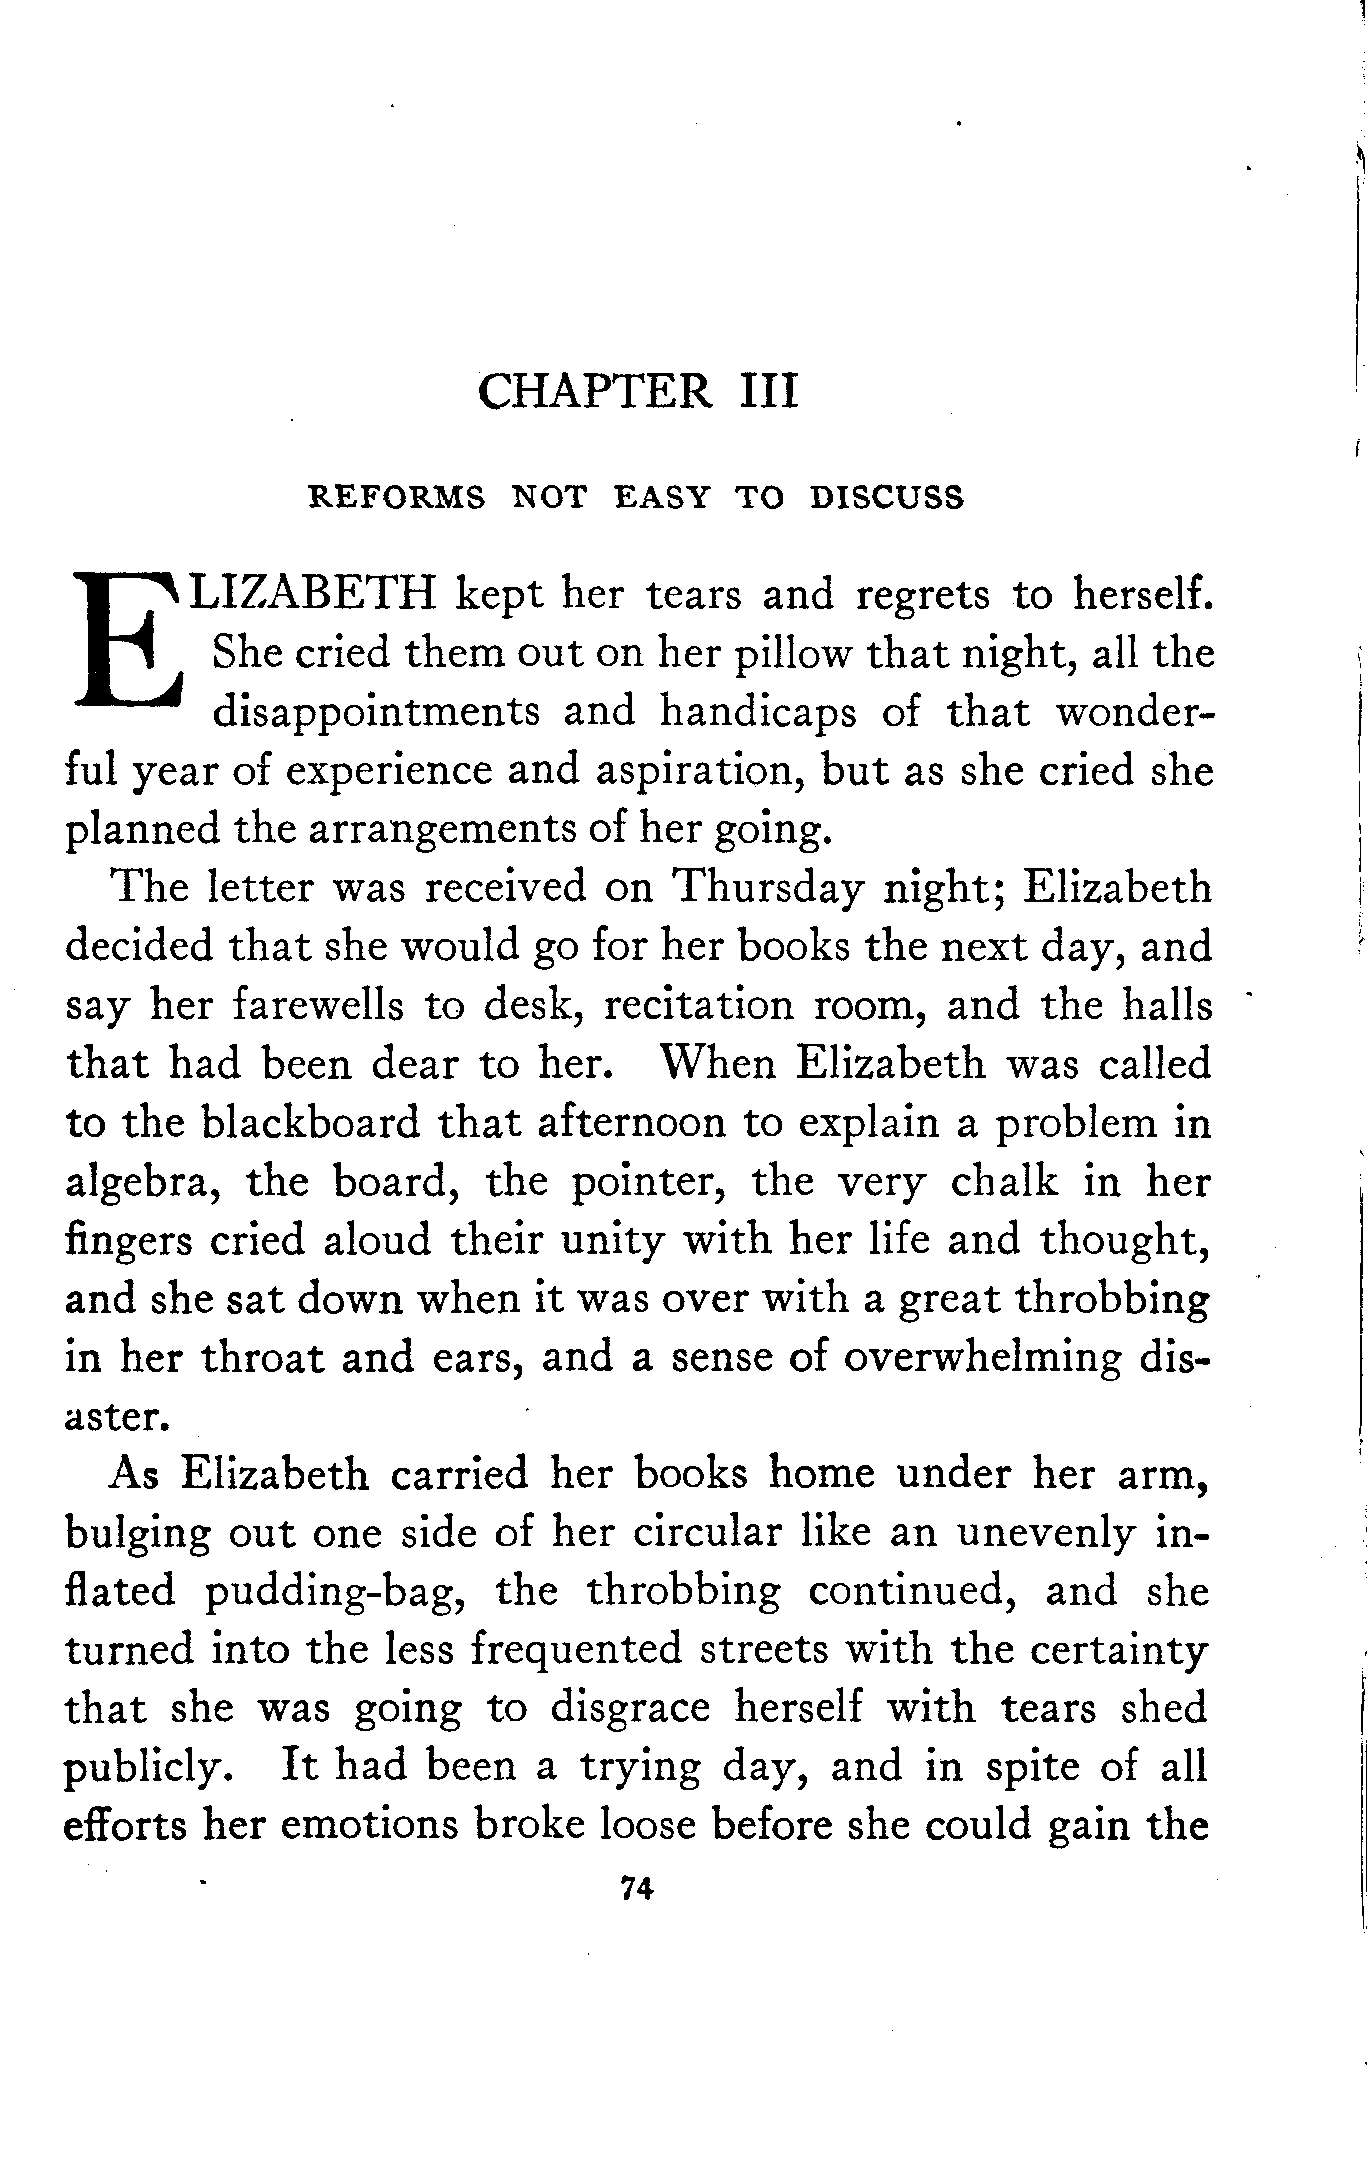 CHAPTER III
REFORMS NOT EASY TO DISCUSS
ELIZABETH kept her tears and regrets to herself.
She cried them out on her pillow that night, all the
disappointments and handicaps of that wonder-
ful year of experience and aspiration, but as she cried she
planned the arrangements of her going.
The letter was received on Thursday night; Elizabeth
decided that she would go for her books the next day, and
say her farewells to desk, recitation room, and the halls
that had been dear to her. When Elizabeth was called
to the blackboard that afternoon to explain a problem in
algebra, the board, the pointer, the very chalk in her
fingers cried aloud their unity with her life and thought,
and she sat down when it was over with a great throbbing
in her throat and ears, and a sense of overwhelming dis-
aster.
As Elizabeth carried her books home under her arm,
bulging out one side of her circular like an unevenly in-
flated pudding-bag, the throbbing continued, and she
turned into the less frequented streets with the certainty
that she was going to disgrace herself with tears shed
publicly. It had been a trying day, and in spite of all
efforts her emotions broke loose before she could gain the
74